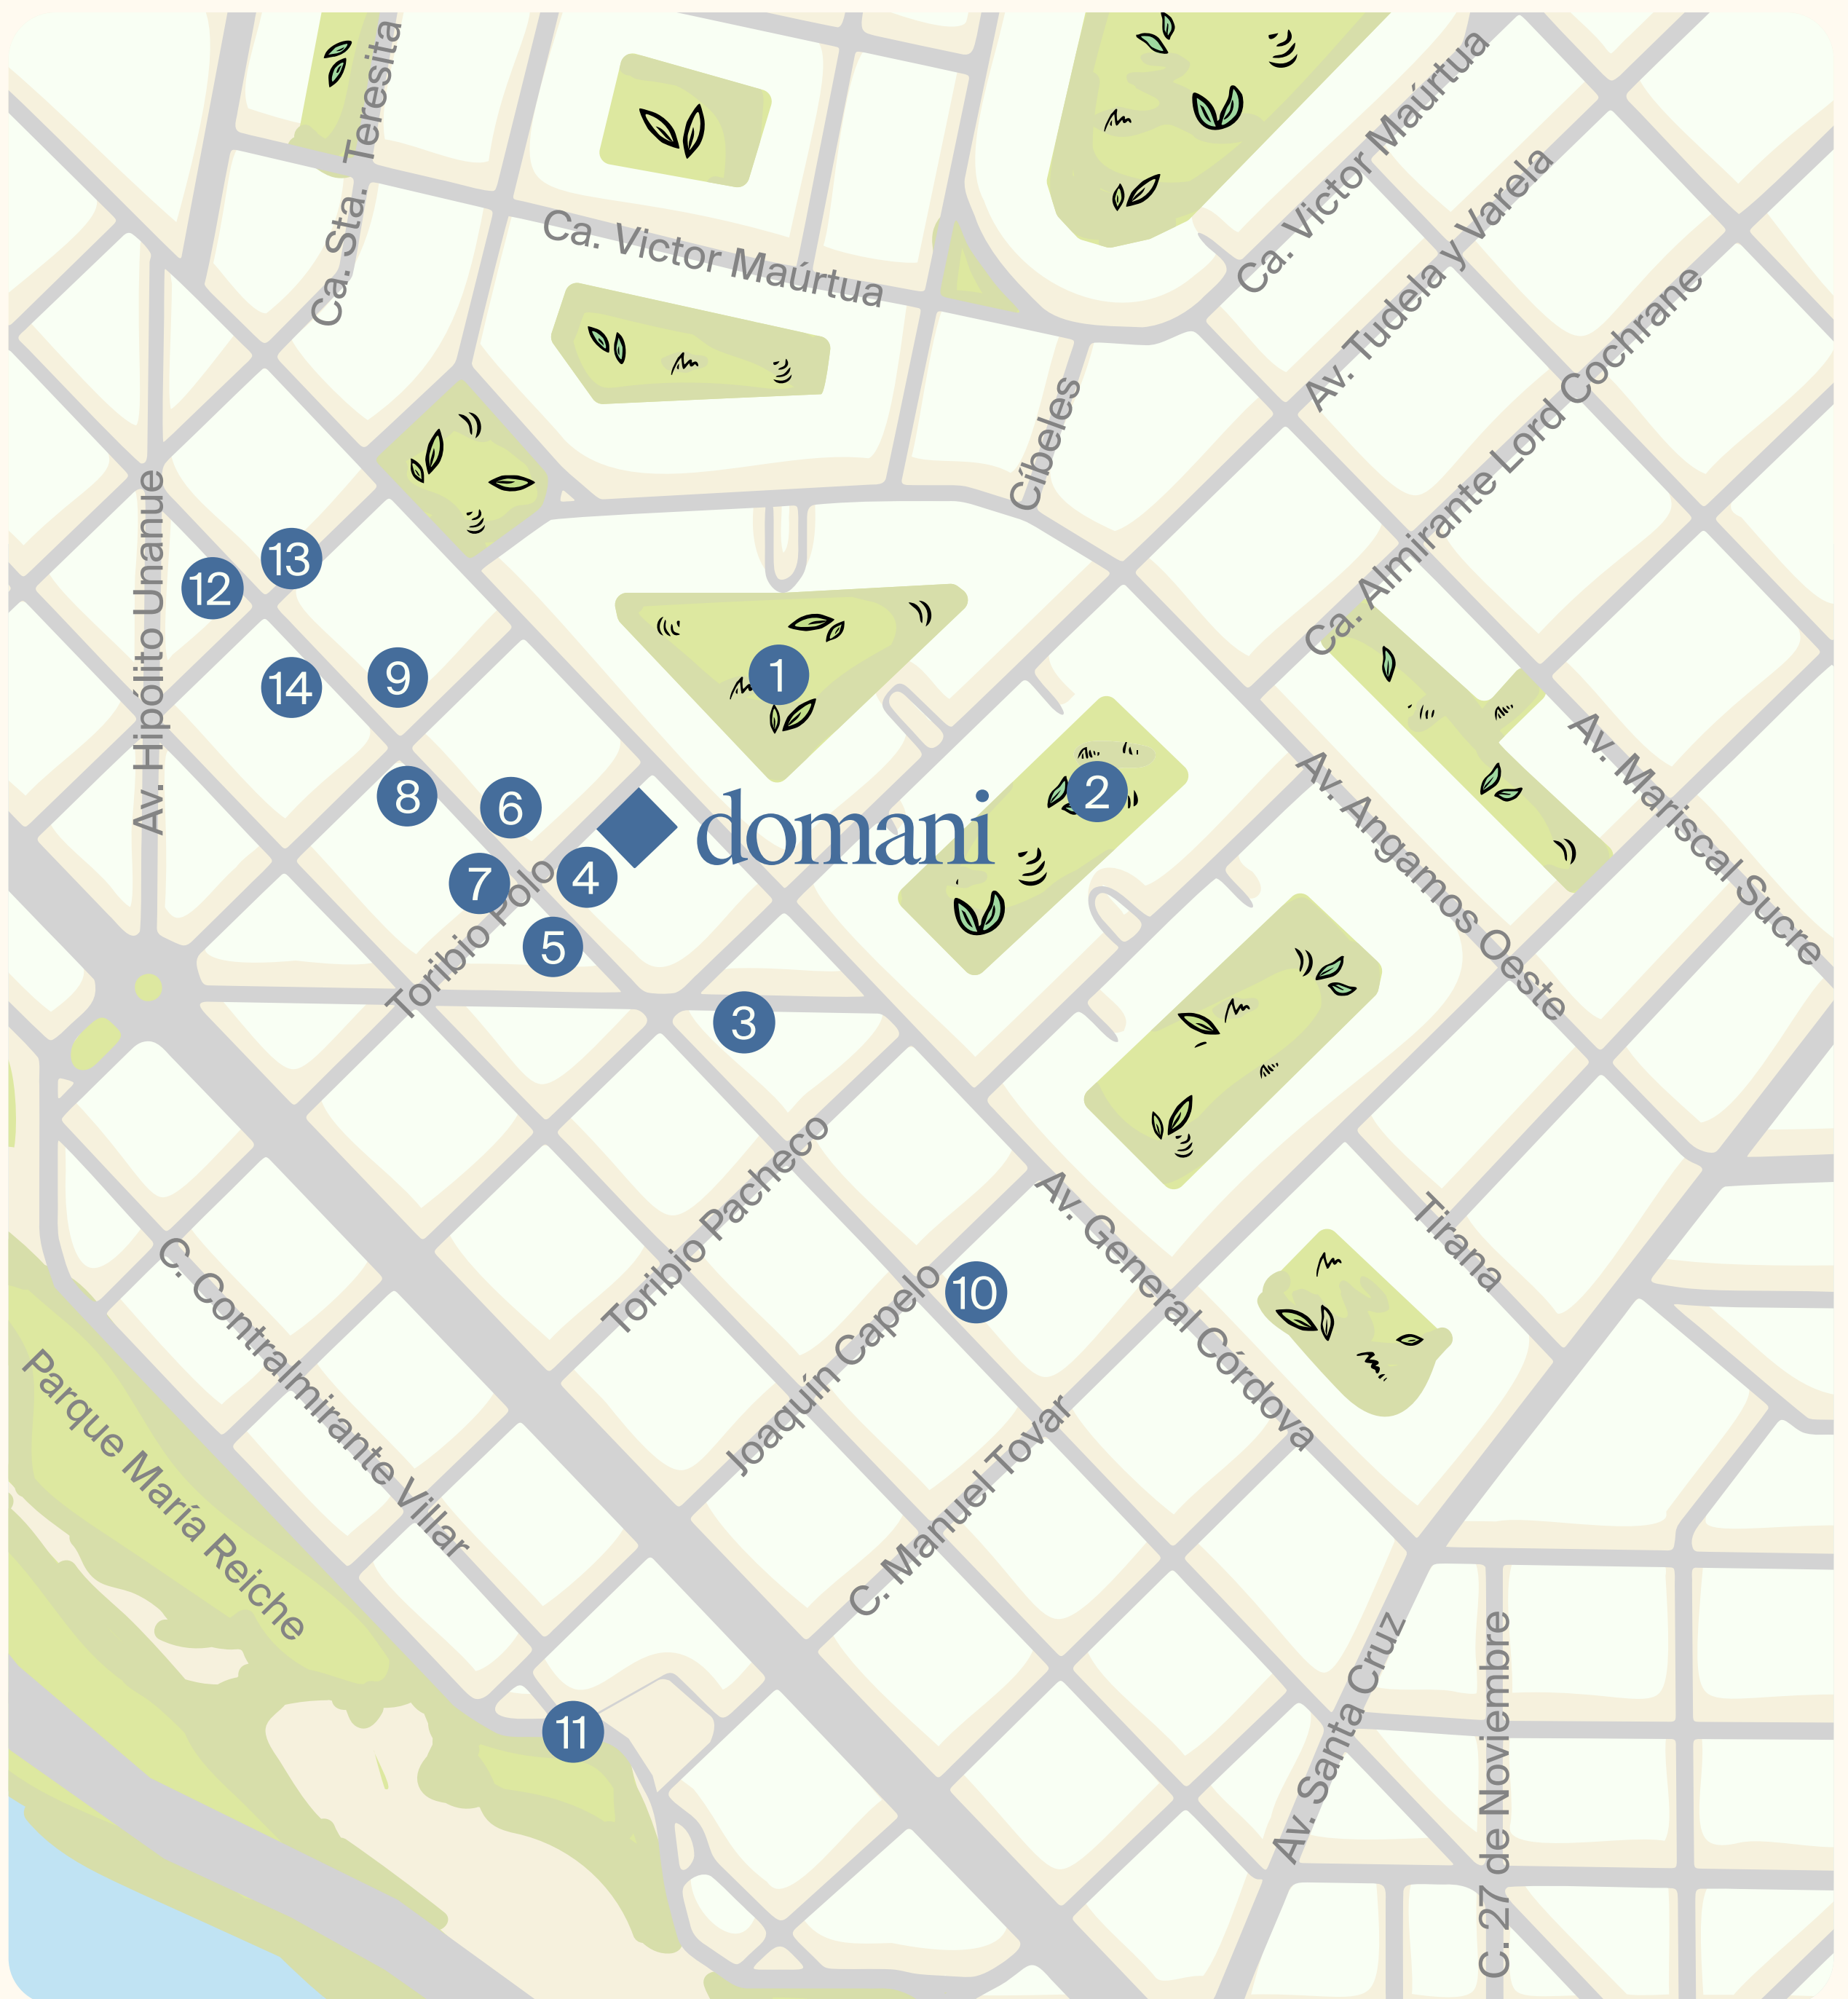 Ca. Sta. Teresita
Ca. Victor Maúrtua
Ca. Victor Maúrtua
Av. Tudela y Varela
Ca. Almirante Lord Cochrane
Cíbeles
Av. Hipólito Unanue
13
12
14
9
1
2
8
6
domani
7
4
Toribio Polo
5
3
Av. Angamos Oeste
Av. Mariscal Sucre
Toribio Pacheco
Av. General Córdova
Tirana
C. Contralmirante Villar
Joaquín Capelo
10
Parque María Reiche
C. Manuel Tovar
11
Av. Santa Cruz
C. 27 de Noviembre